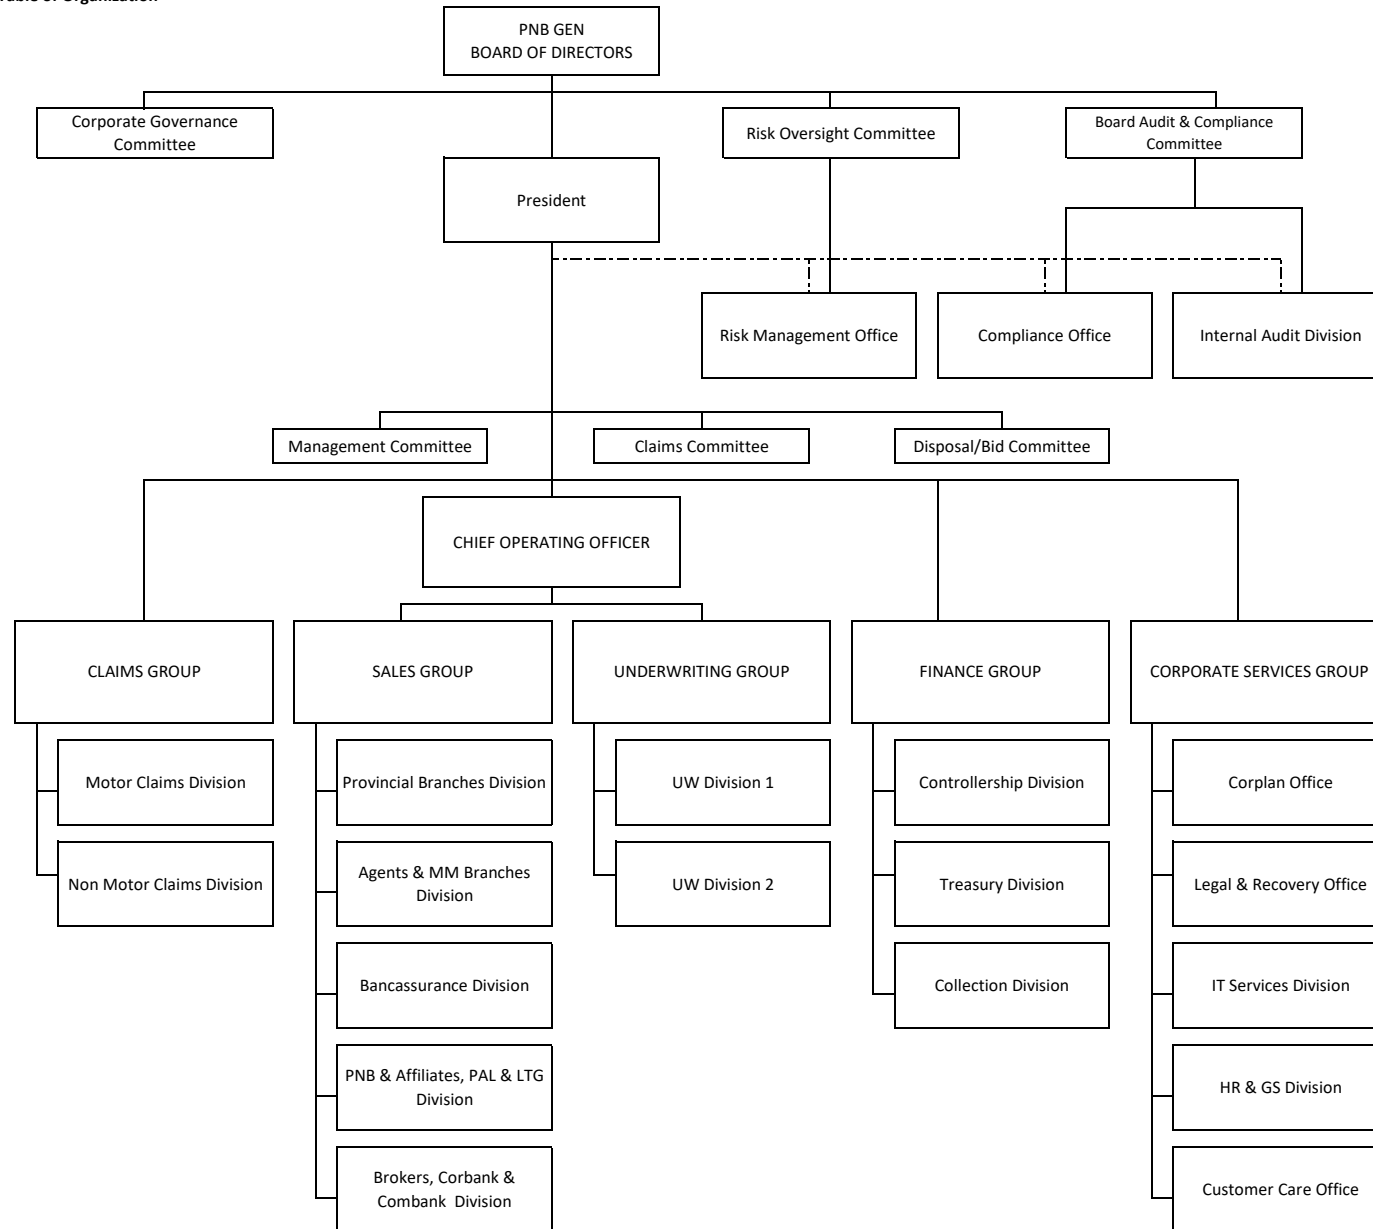 PNB GEN
BOARD OF DIRECTORS
Corporate Governance
Committee
Risk Oversight Committee
Board Audit & Compliance
Committee
President
Risk Management Office
Compliance Office
Internal Audit Division
Management Committee
Claims Committee
Disposal/Bid Committee
CHIEF OPERATING OFFICER
CLAIMS GROUP
SALES GROUP
UNDERWRITING GROUP
FINANCE GROUP
CORPORATE SERVICES GROUP
Motor Claims Division
Provincial Branches Division
UW Division 1
Controllership Division
Corplan Office
Non Motor Claims Division
Agents & MM Branches
Division
UW Division 2
Treasury Division
Legal & Recovery Office
Bancassurance Division
Collection Division
IT Services Division
PNB & Affiliates, PAL & LTG
Division
HR & GS Division
Brokers, Corbank &
Combank Division
Customer Care Office